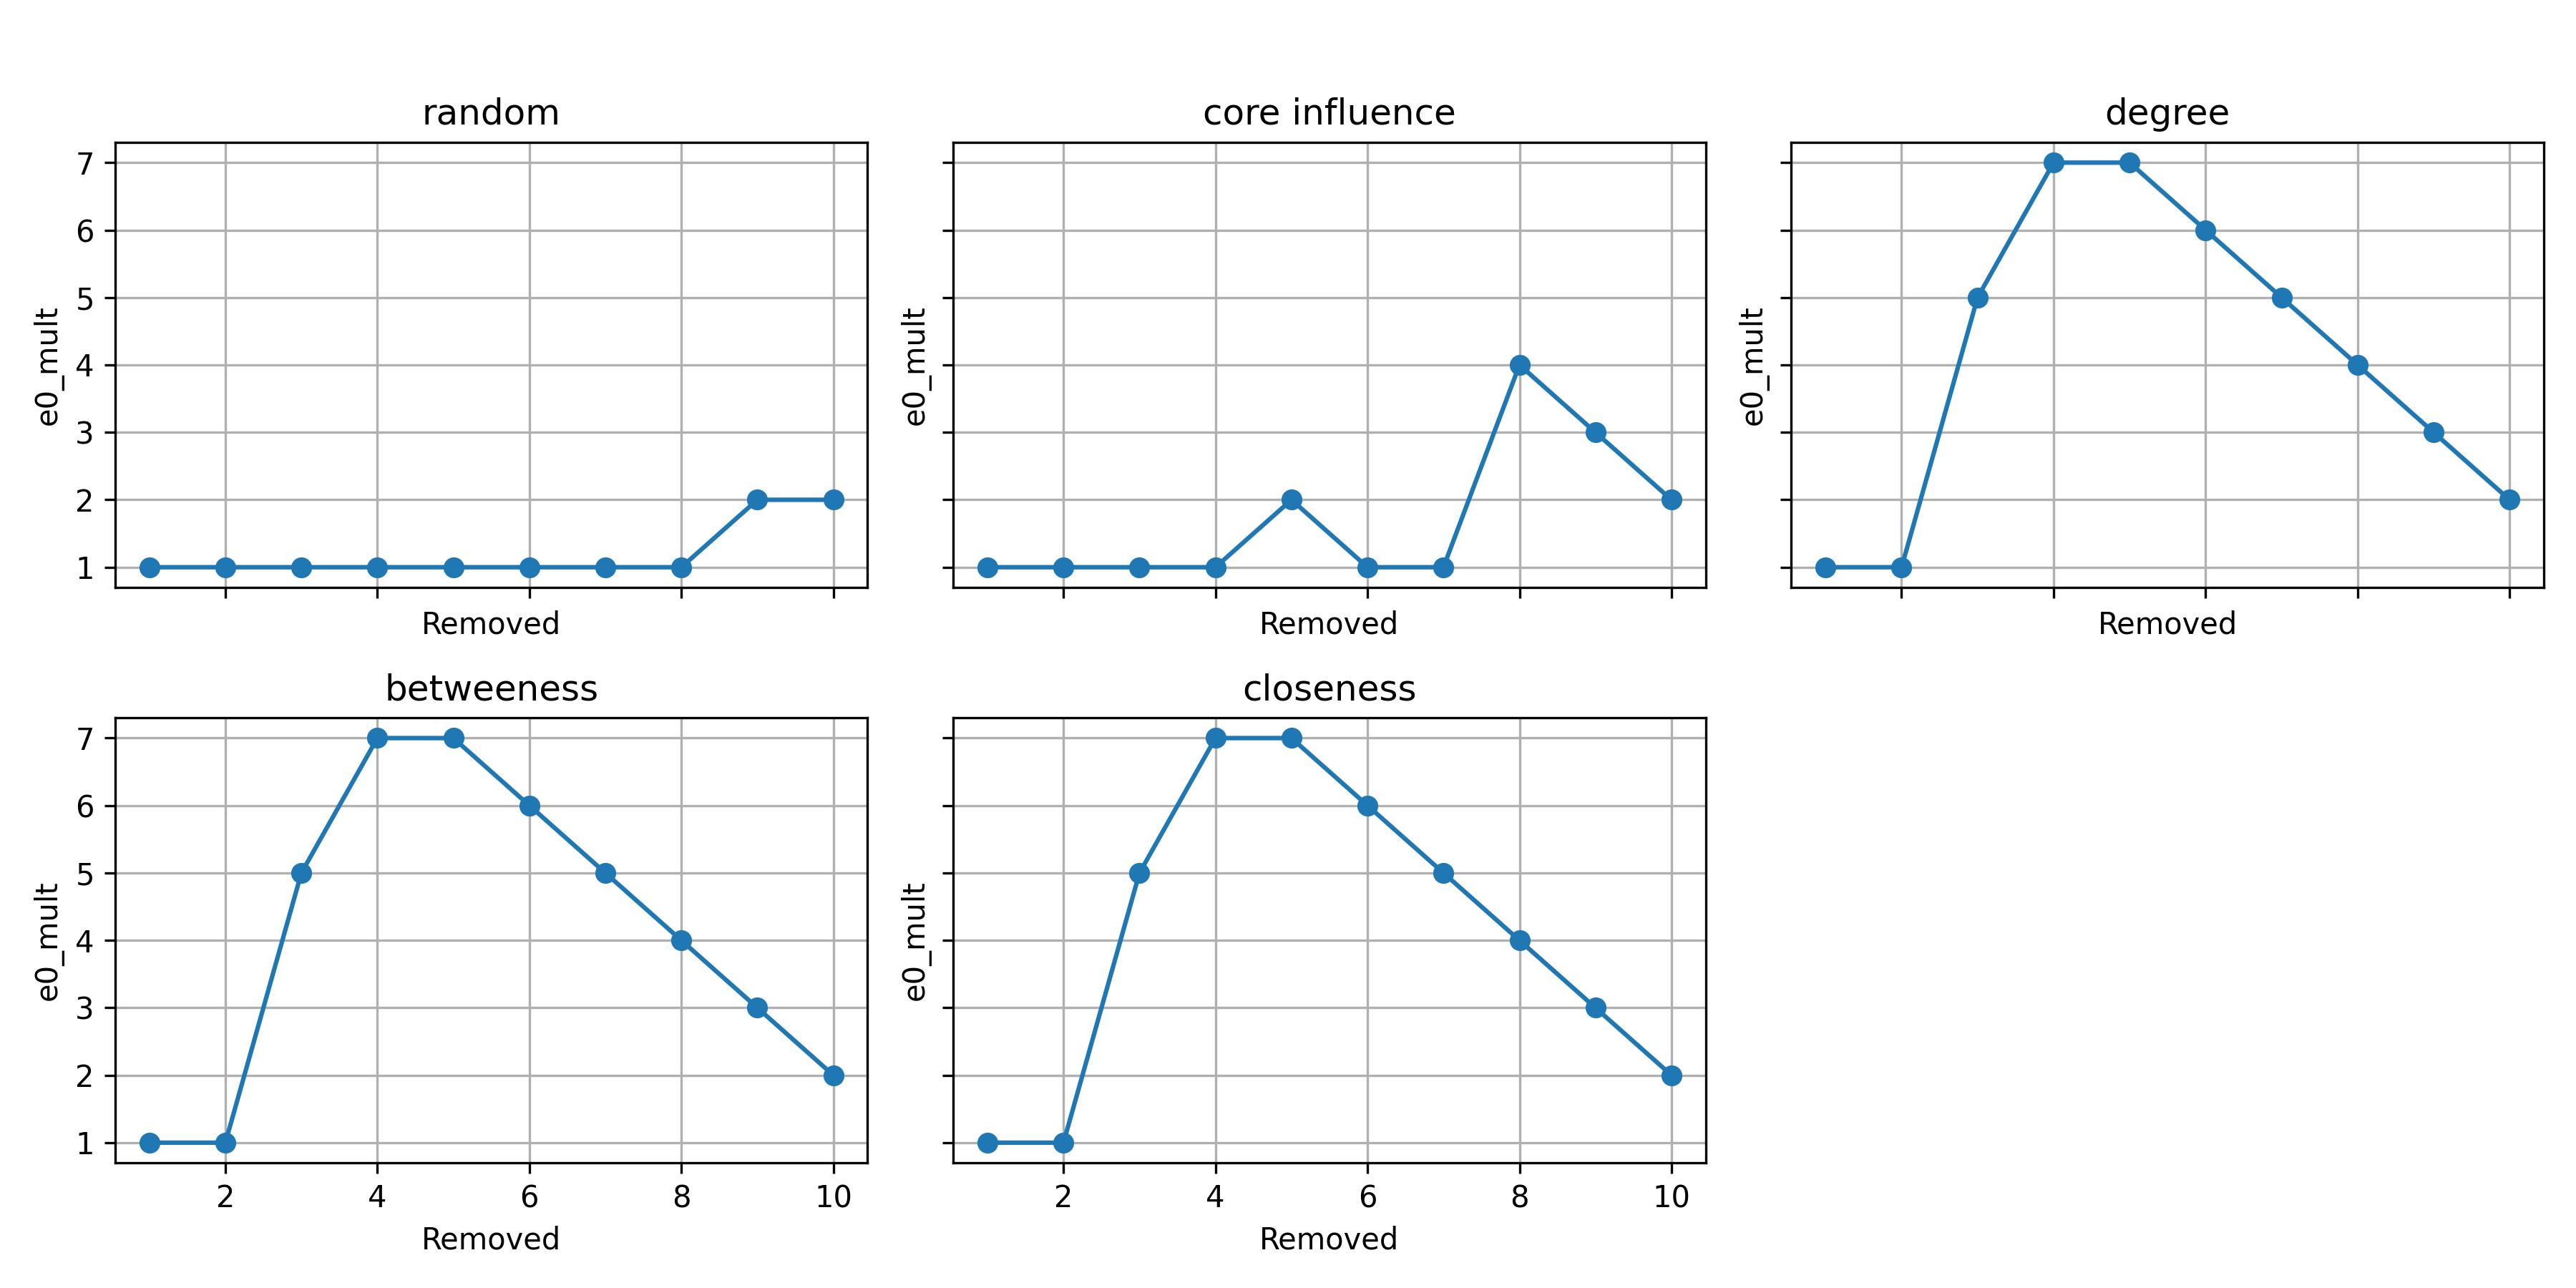 random
core influence
degree
7
6
5
4
3
2
1
e0_mult
e0_mult
e0_mult
Removed
Removed
Removed
betweeness
closeness
7
6
5
4
3
2
1
e0_mult
e0_mult
2 4 6 8 10
2 4 6 8 10
Removed
Removed